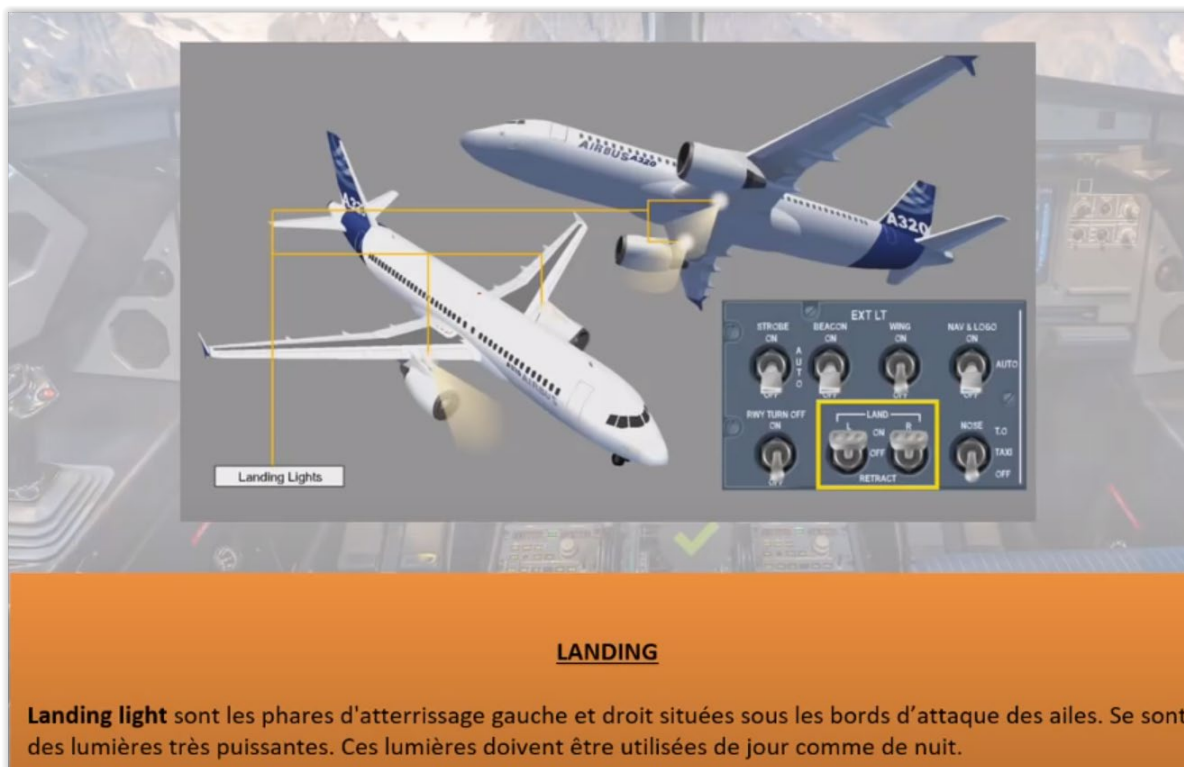 AIRBUS A320
A320
A320
EXT LT
STROBE BEACON WING NAV & LOGO
ON ON ON ON
AUTO AUTO
OFF OFF OFF OFF
RWY TURN OFF LAND NOSE
ON L ON R T.O
OFF TAXI
OFF RETRACT OFF
Landing Lights
LANDING
Landing light sont les phares d'atterrissage gauche et droit situées sous les bords d’attaque des ailes. Se sont
des lumières très puissantes. Ces lumières doivent être utilisées de jour comme de nuit.